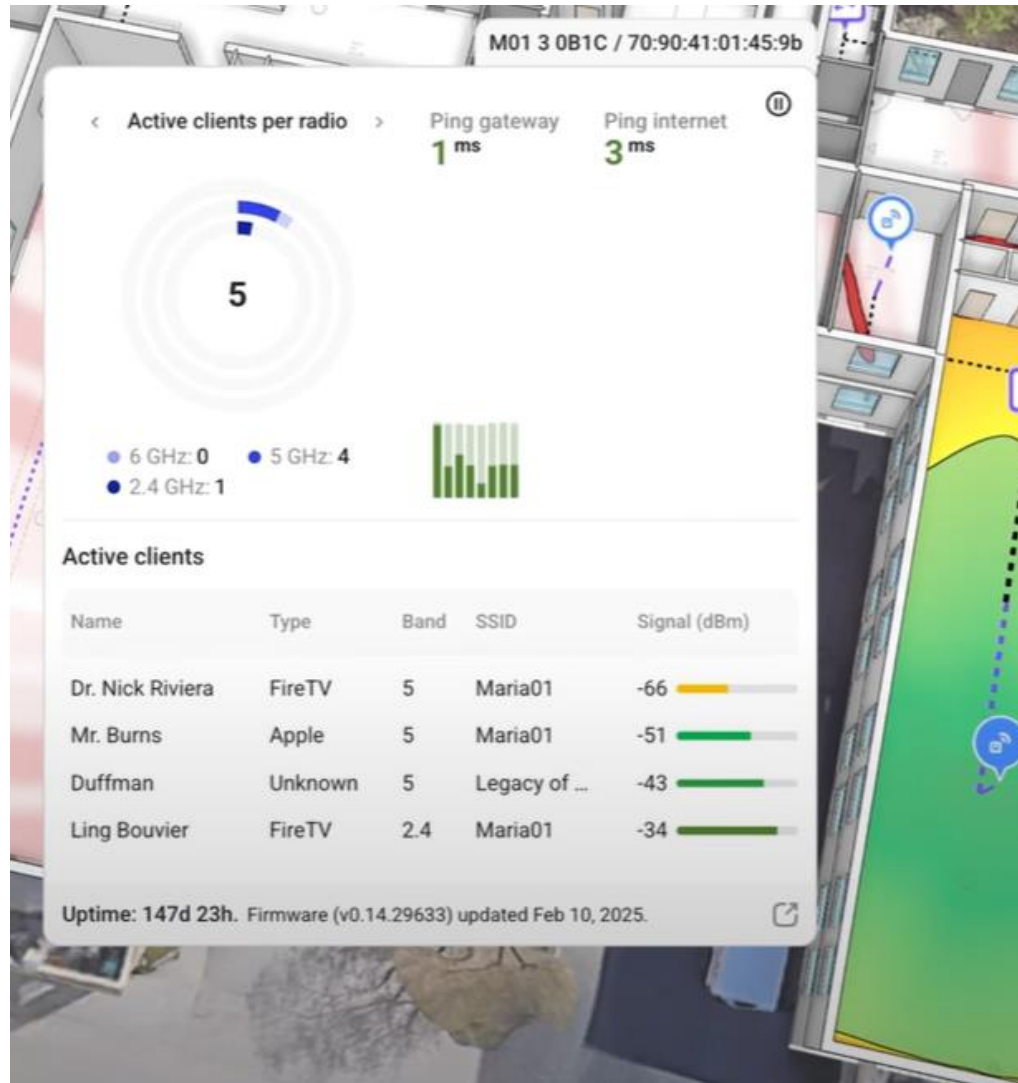 M01 3 0B1C / 70:90:41:01:45:9b
< Active clients per radio > Ping gateway Ping internet
1 ms 3 ms
5
6 GHz: 0 5 GHz: 4
2.4 GHz: 1
Active clients
Name Type Band SSID Signal (dBm)
Dr. Nick Riviera FireTV 5 Maria01 -66
Mr. Burns Apple 5 Maria01 -51
Duffman Unknown 5 Legacy of ... -43
Ling Bouvier FireTV 2.4 Maria01 -34
Uptime: 147d 23h. Firmware (v0.14.29633) updated Feb 10, 2025.